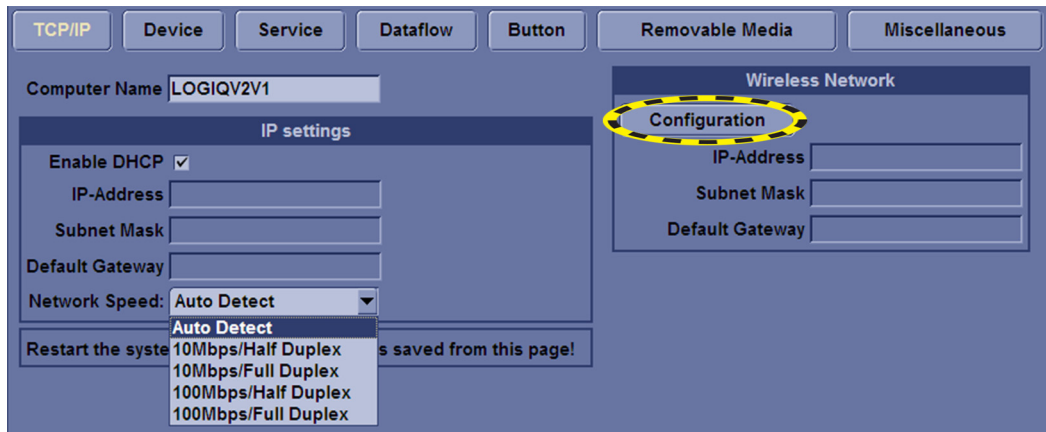 TCP/IP
Device
Service
Dataflow
Button
Removable Media
Miscellaneous
Computer Name LOGIQV2V1
IP settings
Enable DHCP
IP-Address
Subnet Mask
Default Gateway
Network Speed: Auto Detect
Auto Detect
10Mbps/Half Duplex
10Mbps/Full Duplex
100Mbps/Half Duplex
100Mbps/Full Duplex
Restart the syste s saved from this page!
Wireless Network
Configuration
IP-Address
Subnet Mask
Default Gateway